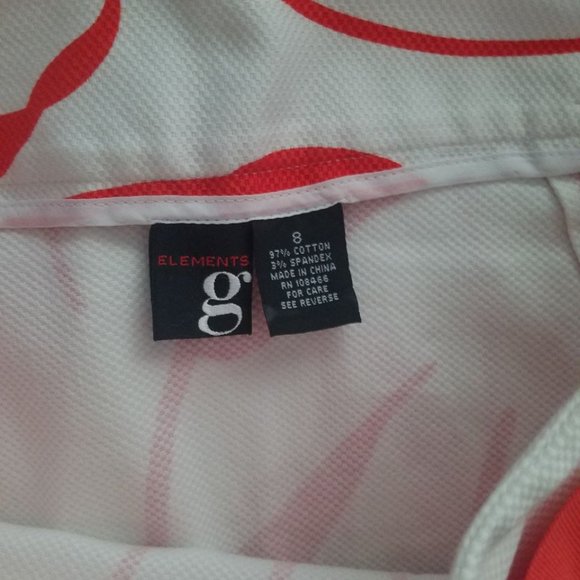 ELEMENTS
g
8
97% COTTON
3% SPANDEX
MADE IN CHINA
RN 108466
FOR CARE
SEE REVERSE